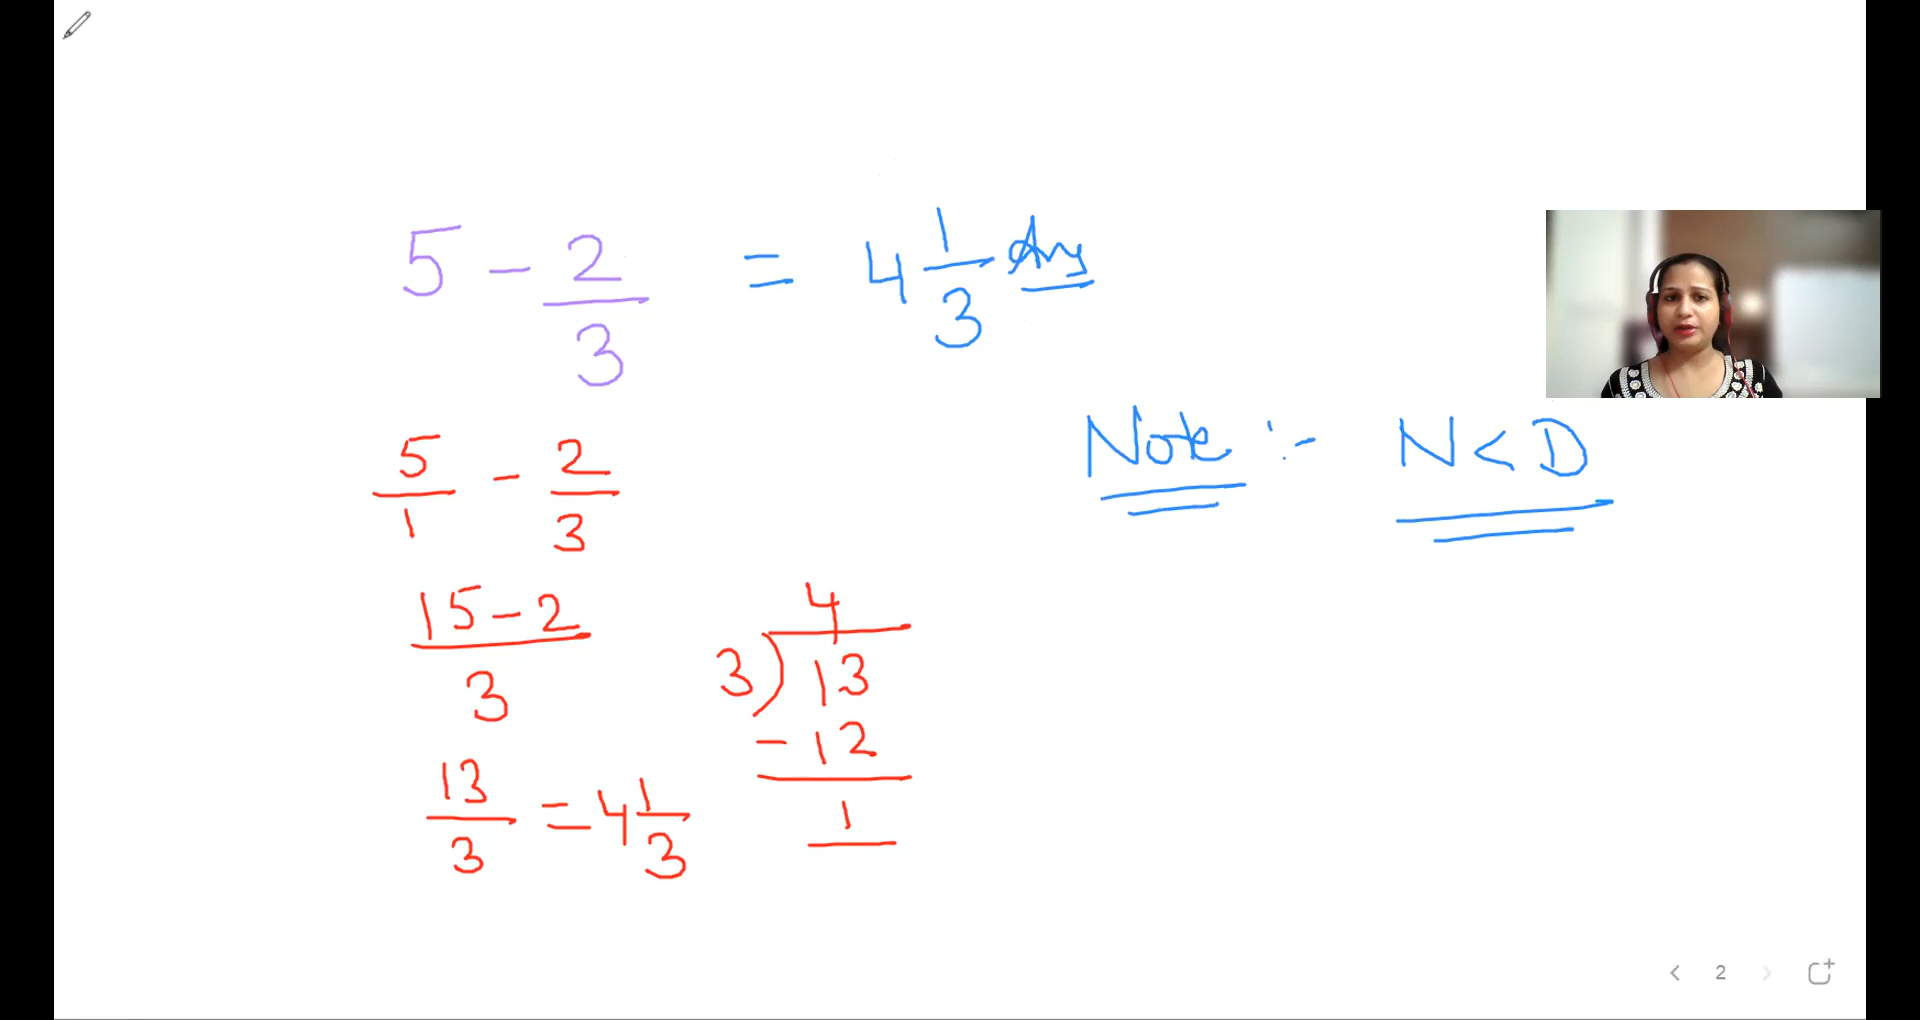 5 - 2/3 = 4 1/3 Ans
Note :- N < D
5/1 - 2/3
15 - 2/3
4
3) 13
- 12
1
13/3 = 4 1/3
2